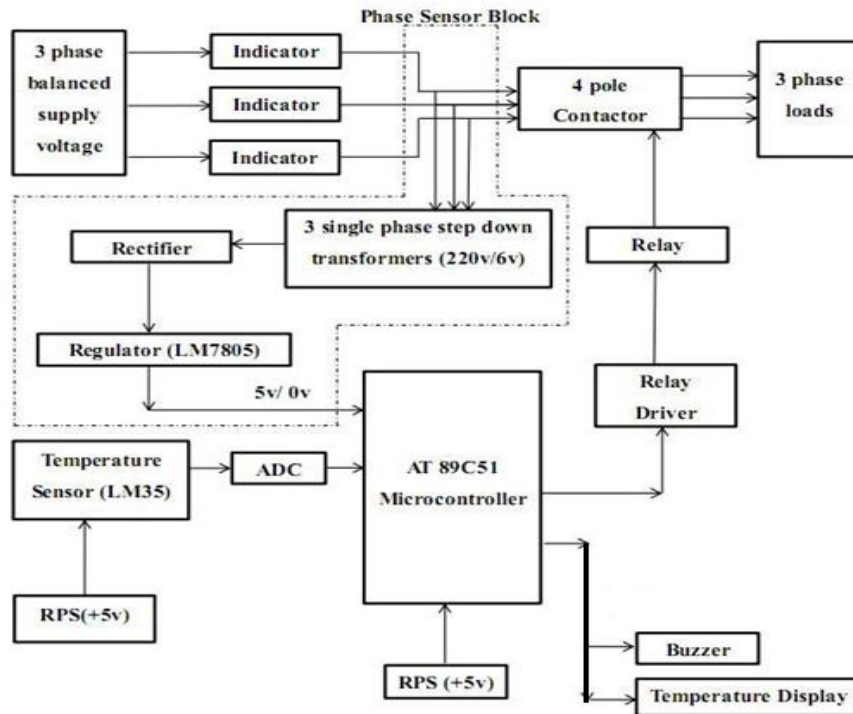 Phase Sensor Block
3 phase
balanced
supply
voltage
Indicator
Indicator
Indicator
4 pole
Contactor
3 phase
loads
3 single phase step down
transformers (220v/6v)
Rectifier
Relay
Regulator (LM7805)
5v/ 0v
Relay
Driver
Temperature
Sensor (LM35)
ADC
AT 89C51
Microcontroller
RPS(+5v)
RPS (+5v)
Buzzer
Temperature Display